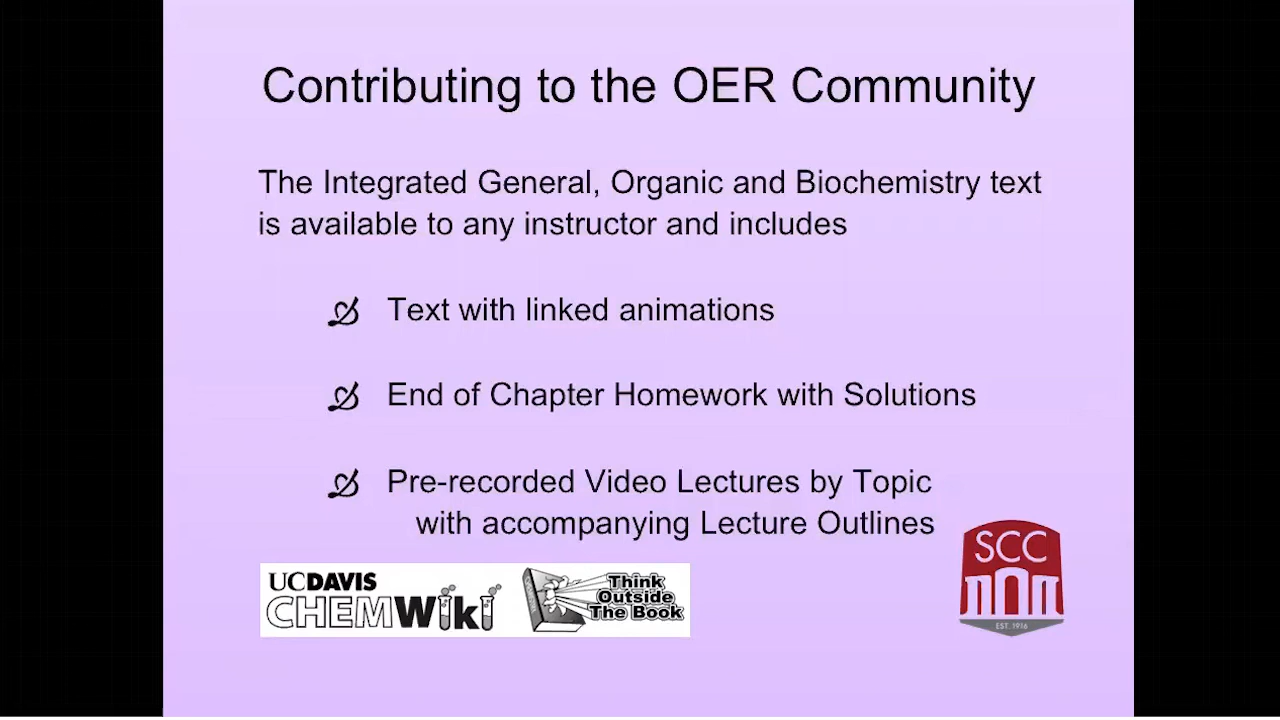 Contributing to the OER Community
The Integrated General, Organic and Biochemistry text
is available to any instructor and includes
Text with linked animations
End of Chapter Homework with Solutions
Pre-recorded Video Lectures by Topic
with accompanying Lecture Outlines
SCC
EST. 1916
UCDAVIS
CHEMWiki
Think
Outside
The Book